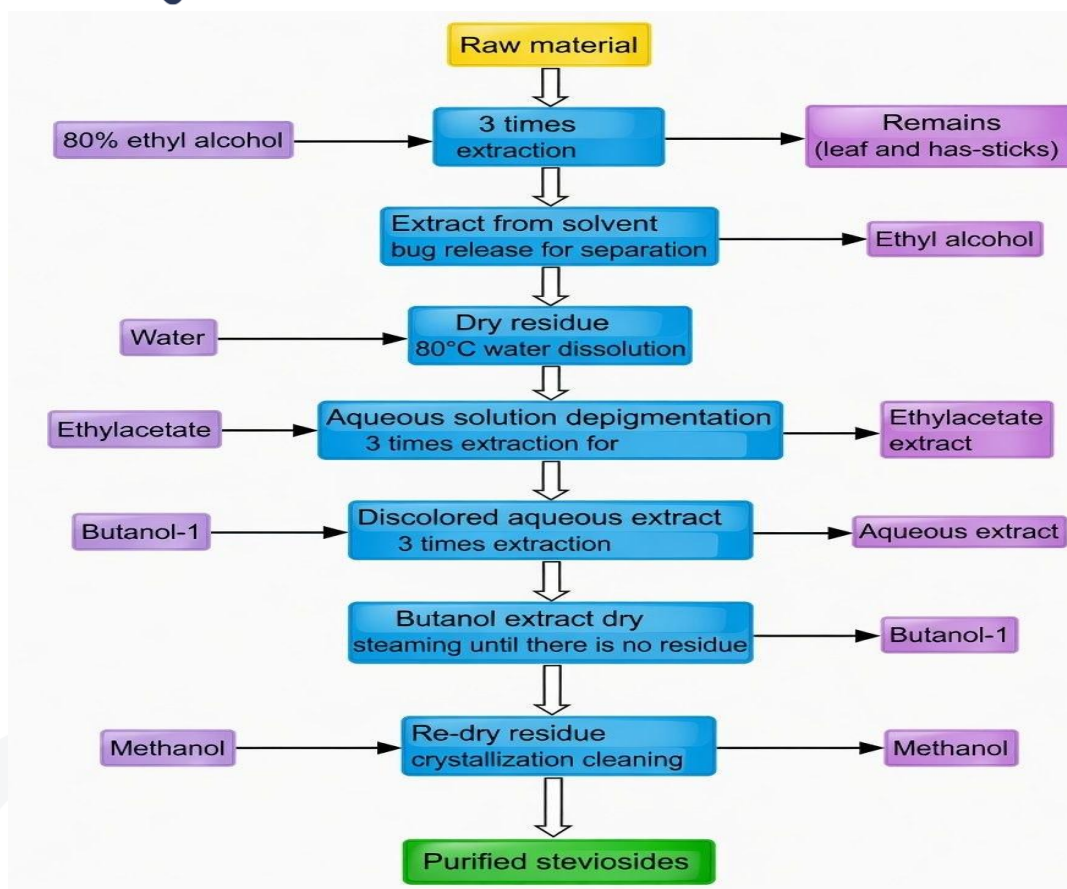 Raw material
80% ethyl alcohol
3 times
extraction
Remains
(leaf and has-sticks)
Extract from solvent
bug release for separation
Ethyl alcohol
Water
Dry residue
80°C water dissolution
Ethylacetate
Aqueous solution depigmentation
3 times extraction for
Ethylacetate
extract
Butanol-1
Discolored aqueous extract
3 times extraction
Aqueous extract
Butanol extract dry
steaming until there is no residue
Butanol-1
Methanol
Re-dry residue
crystallization cleaning
Methanol
Purified steviosides